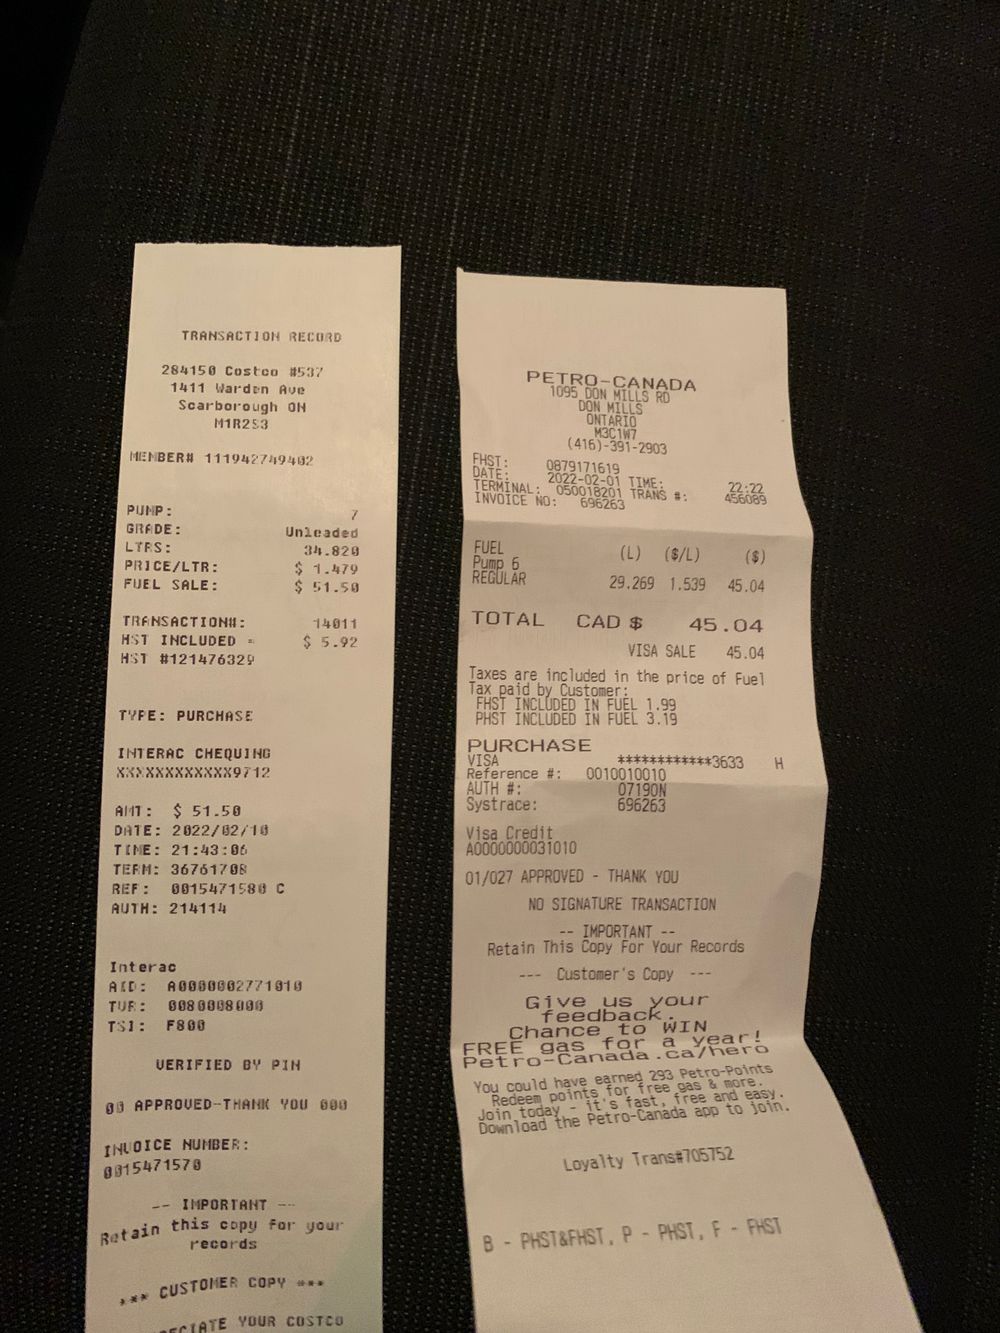 TRANSACTION RECORD
284150 Costco #537
1411 Warden Ave
Scarborough ON
M1R2S3
MEMBER# 111942749402
PUMP: 7
GRADE: Unleaded
LTRS: 34.820
PRICE/LTR: $ 1.479
FUEL SALE: $ 51.50
TRANSACTION#: 14011
HST INCLUDED = $ 5.92
HST #121476329
TYPE: PURCHASE
INTERAC CHEQUING
XXXXXXXXXXXX9712
AMT: $ 51.50
DATE: 2022/02/10
TIME: 21:43:06
TERM: 36761708
REF: 0015471580 C
AUTH: 214114
Interac
AID: A0000002771010
TVR: 0080008000
TSI: F800
VERIFIED BY PIN
00 APPROVED-THANK YOU 000
INVOICE NUMBER:
0015471570
-- IMPORTANT --
Retain this copy for your
records
*** CUSTOMER COPY ***
YOUR COSTCO
PETRO-CANADA
1095 DON MILLS RD
DON MILLS
ONTARIO
M3C1W7
(416)-391-2903
FHST: 0879171619
DATE: 2022-02-01 TIME: 22:22
TERMINAL: 050018201 TRANS #: 456089
INVOICE NO: 696263
FUEL (L) ($/L) ($)
Pump 6
REGULAR 29.269 1.539 45.04
TOTAL CAD $ 45.04
VISA SALE 45.04
Taxes are included in the price of Fuel
Tax paid by Customer:
FHST INCLUDED IN FUEL 1.99
PHST INCLUDED IN FUEL 3.19
PURCHASE
VISA ************3633 H
Reference #: 0010010010
AUTH #: 07190N
Systrace: 696263
Visa Credit
A0000000031010
01/027 APPROVED - THANK YOU
NO SIGNATURE TRANSACTION
-- IMPORTANT --
Retain This Copy For Your Records
--- Customer's Copy ---
Give us your
feedback.
Chance to WIN
FREE gas for a year!
Petro-Canada.ca/hero
You could have earned 293 Petro-Points
Redeem points for free gas & more.
Join today - it's fast, free and easy.
Download the Petro-Canada app to join.
Loyalty Trans#705752
B - PHST&FHST, P - PHST, F - FHST